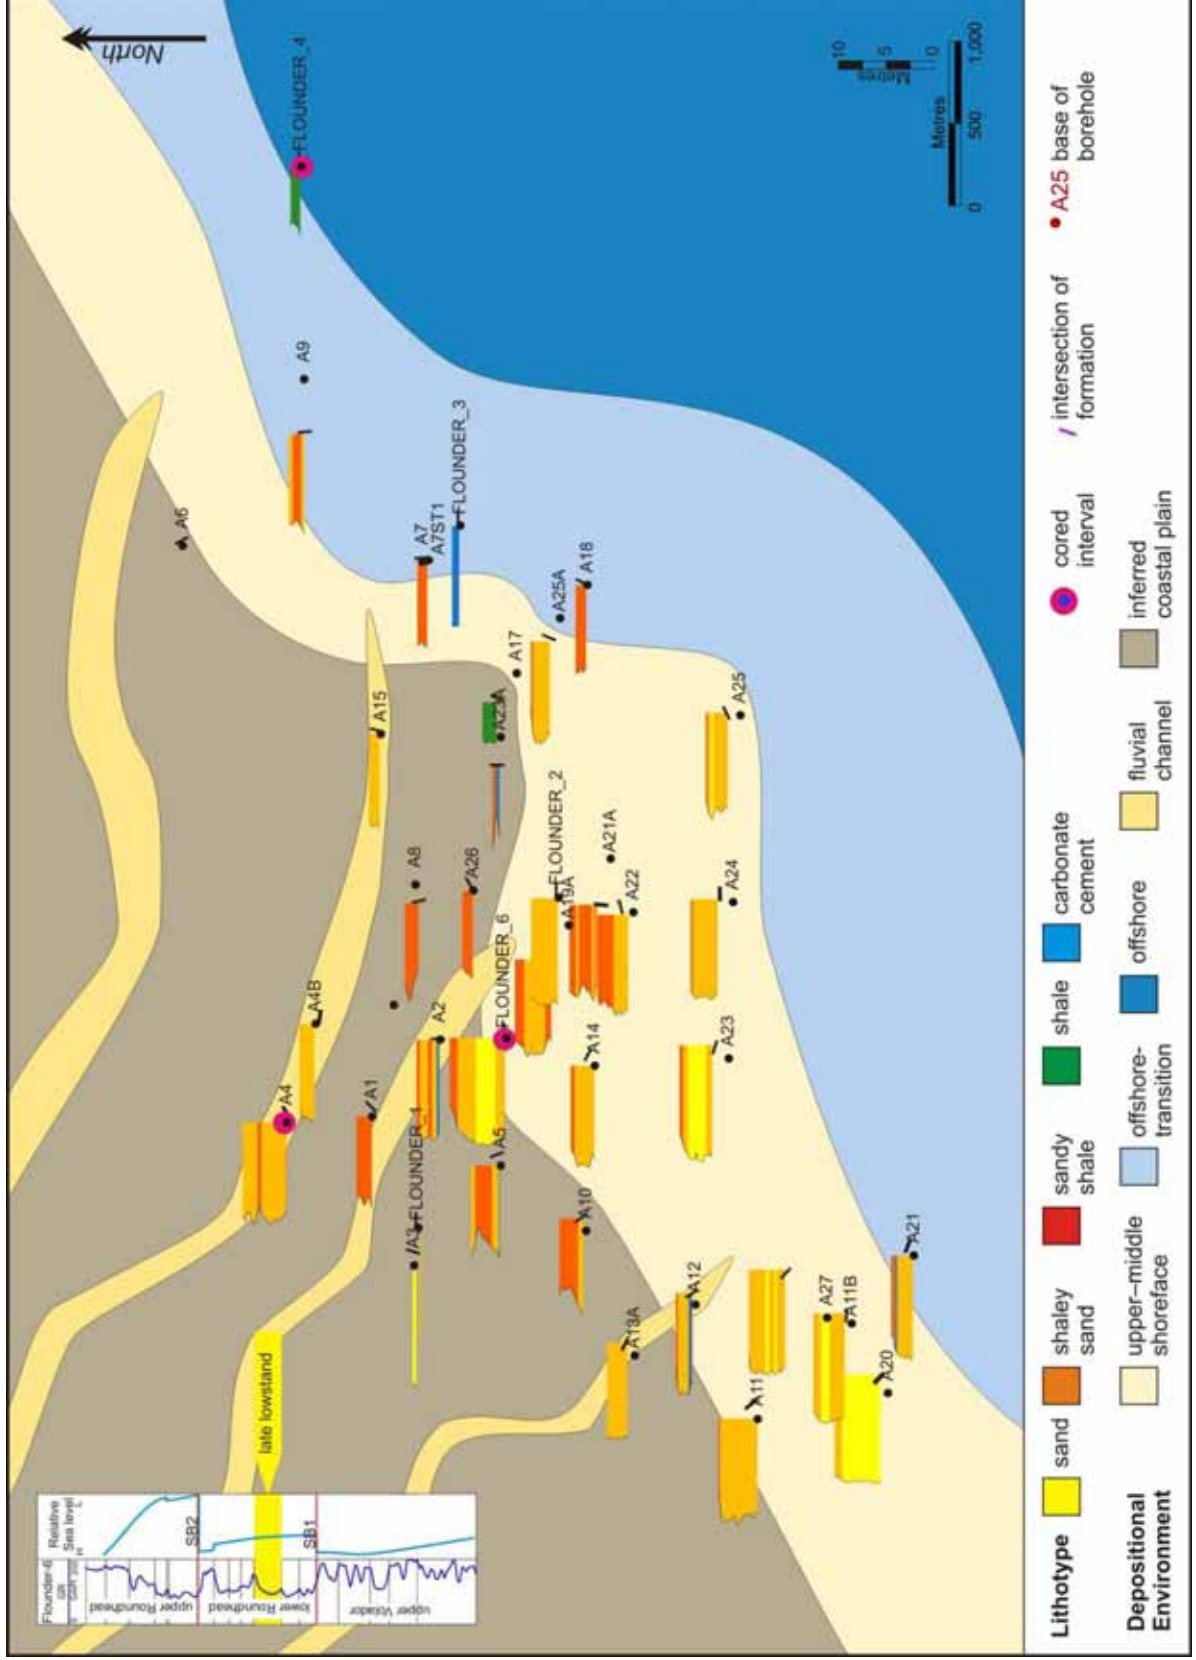 Flounder-6
GR
Relative
Sea level
H
L
upper Roundhead
lower Roundhead
upper Volador
SB2
SB1
late lowstand
North
FLOUNDER_4
A9
A6
A7
A7ST1
FLOUNDER_3
A18
A25A
A17
A15
A23A
A25
A8
A26
FLOUNDER_2
A19A
A21A
A22
A24
FLOUNDER_6
A4B
A2
A14
A23
A4
A1
FLOUNDER_1
A3
A5
A10
A12
A13A
A21
A27
A11B
A11
A20
10
5
0
Metres
Metres
0
500
1,000
Lithotype
sand
shaley
sand
sandy
shale
shale
carbonate
cement
cored
interval
intersection of
formation
A25 base of
borehole
Depositional
Environment
upper–middle
shoreface
offshore-
transition
offshore
fluvial
channel
inferred
coastal plain